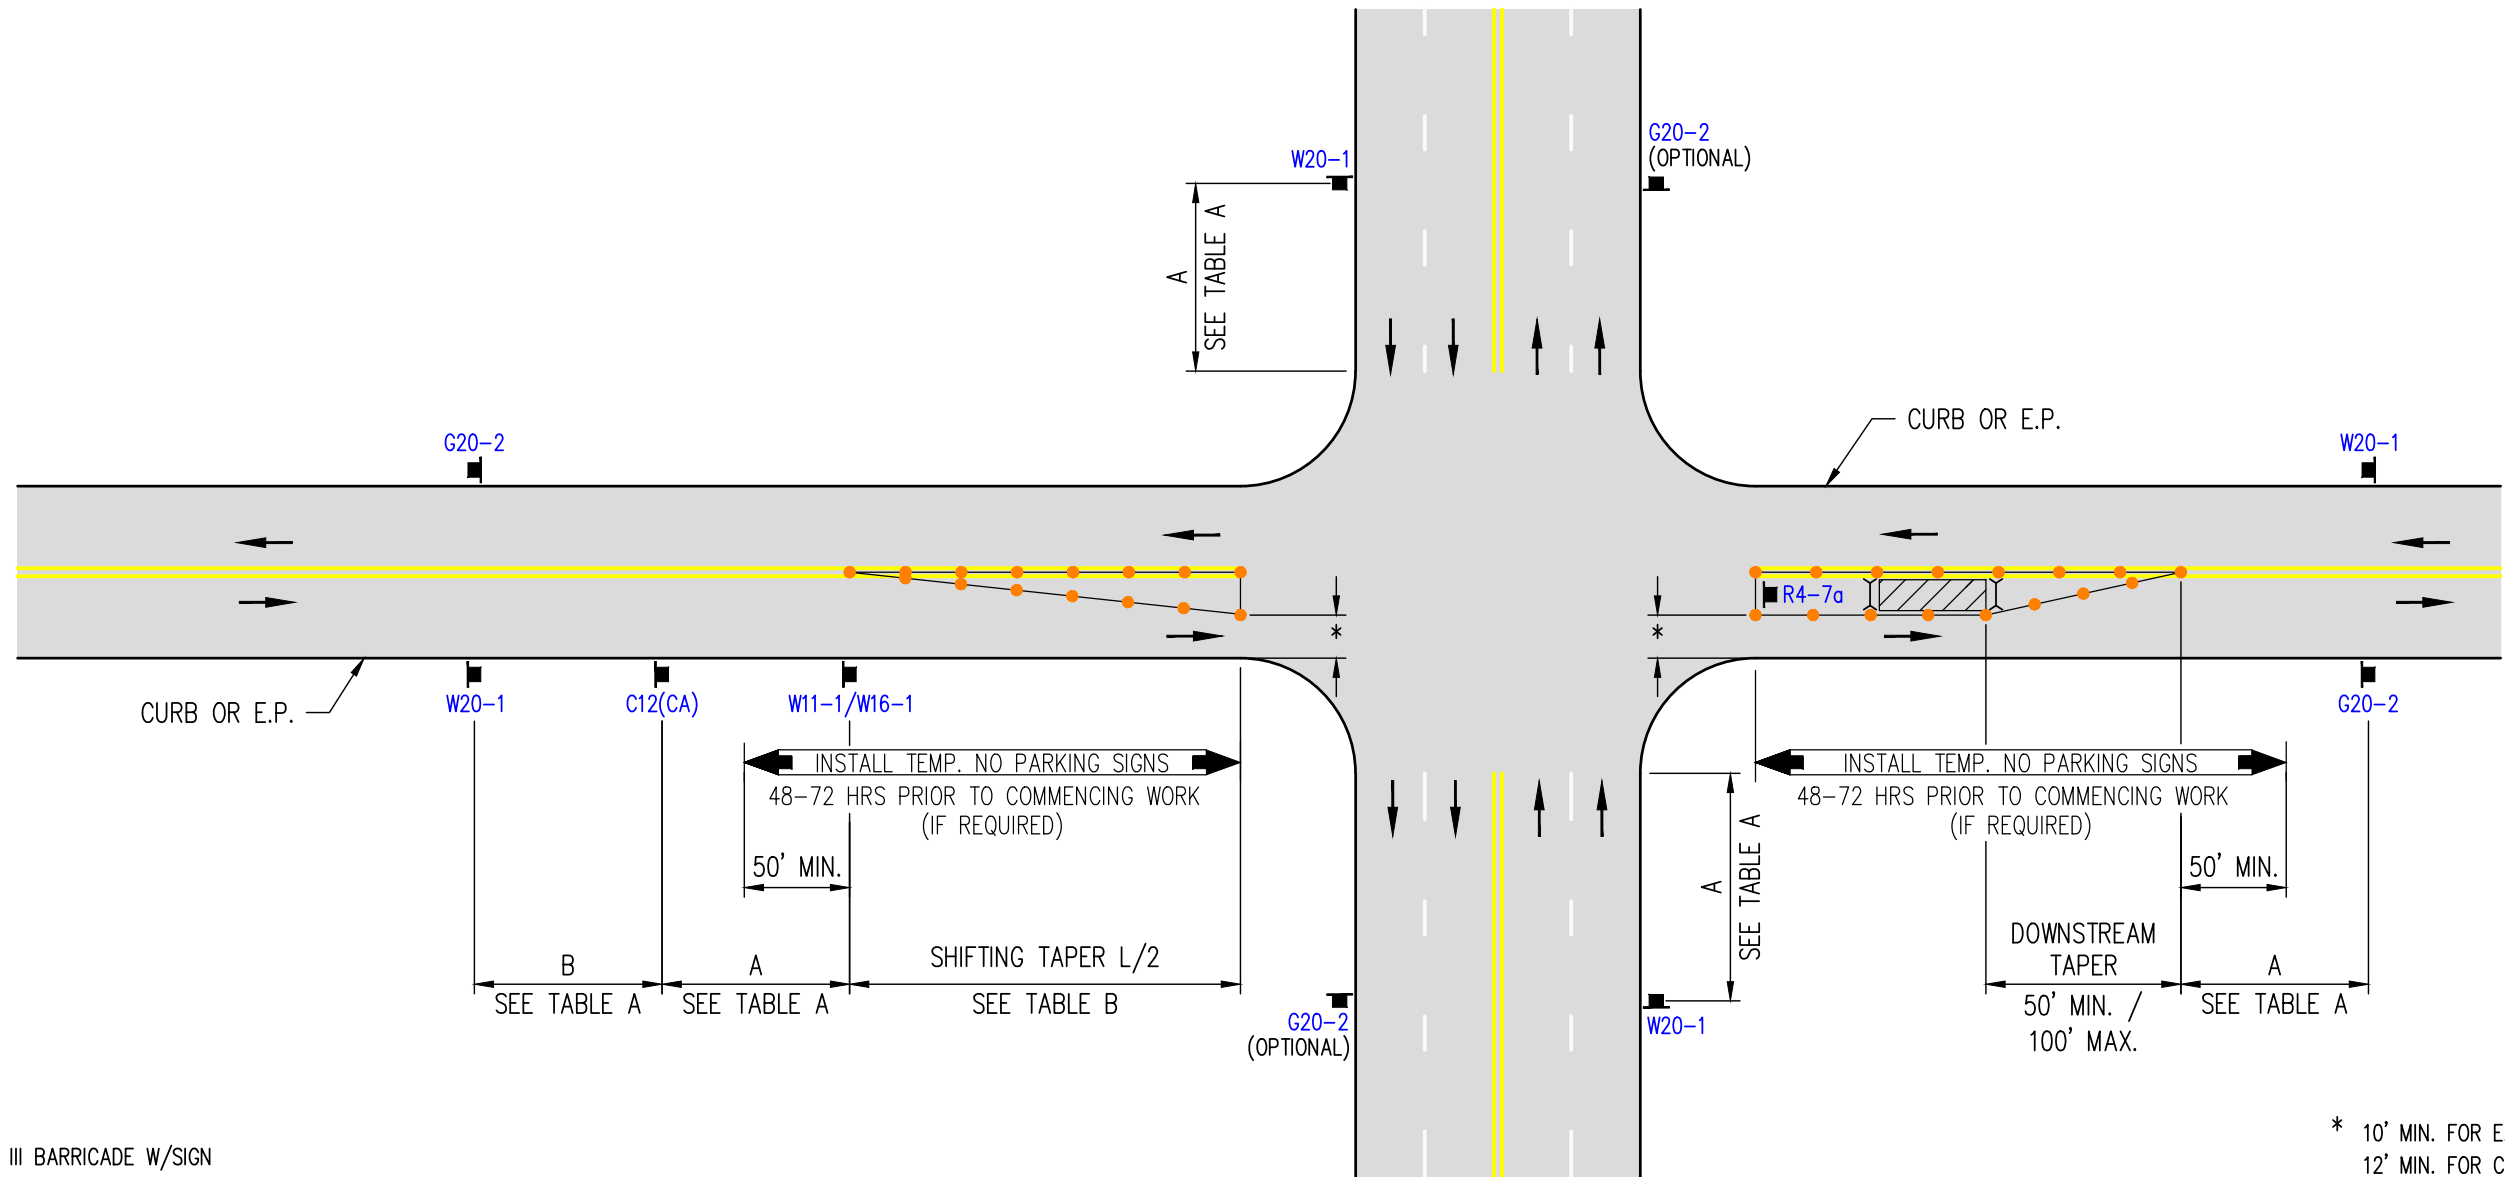 G20-2
(OPTIONAL)
W20-1
A
SEE TABLE A
CURB OR E.P.
G20-2
W20-1
R4-7a
*
*
CURB OR E.P.
W20-1
C12(CA)
W11-1/W16-1
G20-2
INSTALL TEMP. NO PARKING SIGNS
48-72 HRS PRIOR TO COMMENCING WORK
(IF REQUIRED)
INSTALL TEMP. NO PARKING SIGNS
48-72 HRS PRIOR TO COMMENCING WORK
(IF REQUIRED)
50' MIN.
50' MIN.
A
SEE TABLE A
B
SEE TABLE A
A
SEE TABLE A
SHIFTING TAPER L/2
SEE TABLE B
DOWNSTREAM
TAPER
50' MIN. /
100' MAX.
A
SEE TABLE A
G20-2
(OPTIONAL)
W20-1
III BARRICADE W/SIGN
* 10' MIN. FOR E.
12' MIN. FOR C